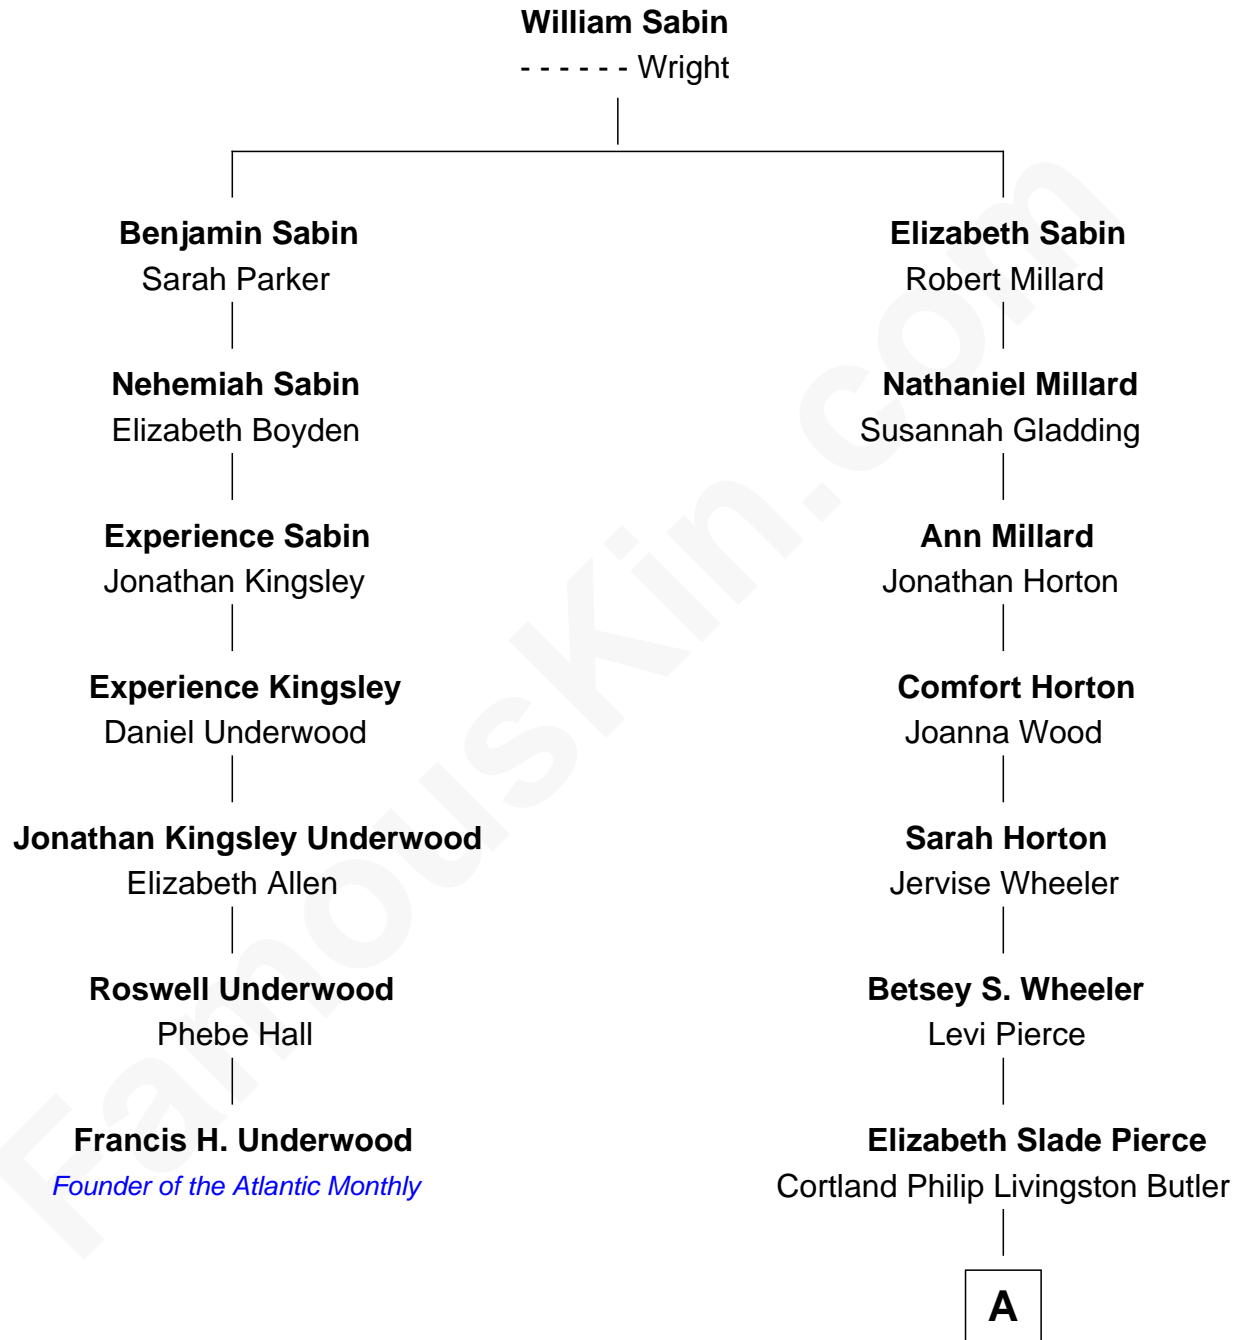 William Sabin
- - - - - - Wright
Benjamin Sabin
Sarah Parker
Elizabeth Sabin
Robert Millard
Nehemiah Sabin
Elizabeth Boyden
Nathaniel Millard
Susannah Gladding
Experience Sabin
Jonathan Kingsley
Ann Millard
Jonathan Horton
Experience Kingsley
Daniel Underwood
Comfort Horton
Joanna Wood
Jonathan Kingsley Underwood
Elizabeth Allen
Sarah Horton
Jervise Wheeler
Roswell Underwood
Phebe Hall
Betsey S. Wheeler
Levi Pierce
Francis H. Underwood
Founder of the Atlantic Monthly
Elizabeth Slade Pierce
Cortland Philip Livingston Butler
A
FamousKin.com